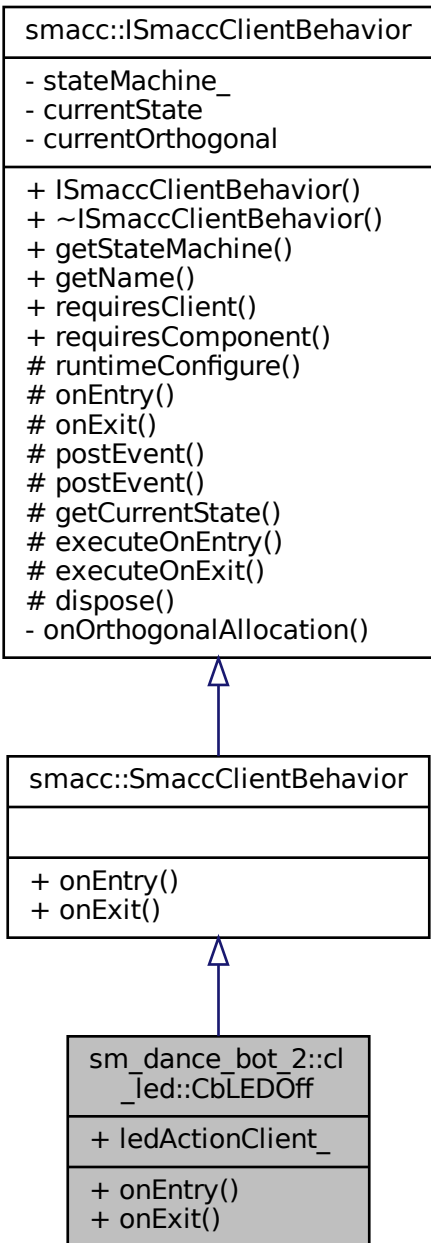 smacc::ISmaccClientBehavior
- stateMachine_
- currentState
- currentOrthogonal
+ ISmaccClientBehavior()
+ ~ISmaccClientBehavior()
+ getStateMachine()
+ getName()
+ requiresClient()
+ requiresComponent()
# runtimeConfigure()
# onEntry()
# onExit()
# postEvent()
# postEvent()
# getCurrentState()
# executeOnEntry()
# executeOnExit()
# dispose()
- onOrthogonalAllocation()
smacc::SmaccClientBehavior
+ onEntry()
+ onExit()
sm_dance_bot_2::cl
_led::CbLEDOff
+ ledActionClient_
+ onEntry()
+ onExit()